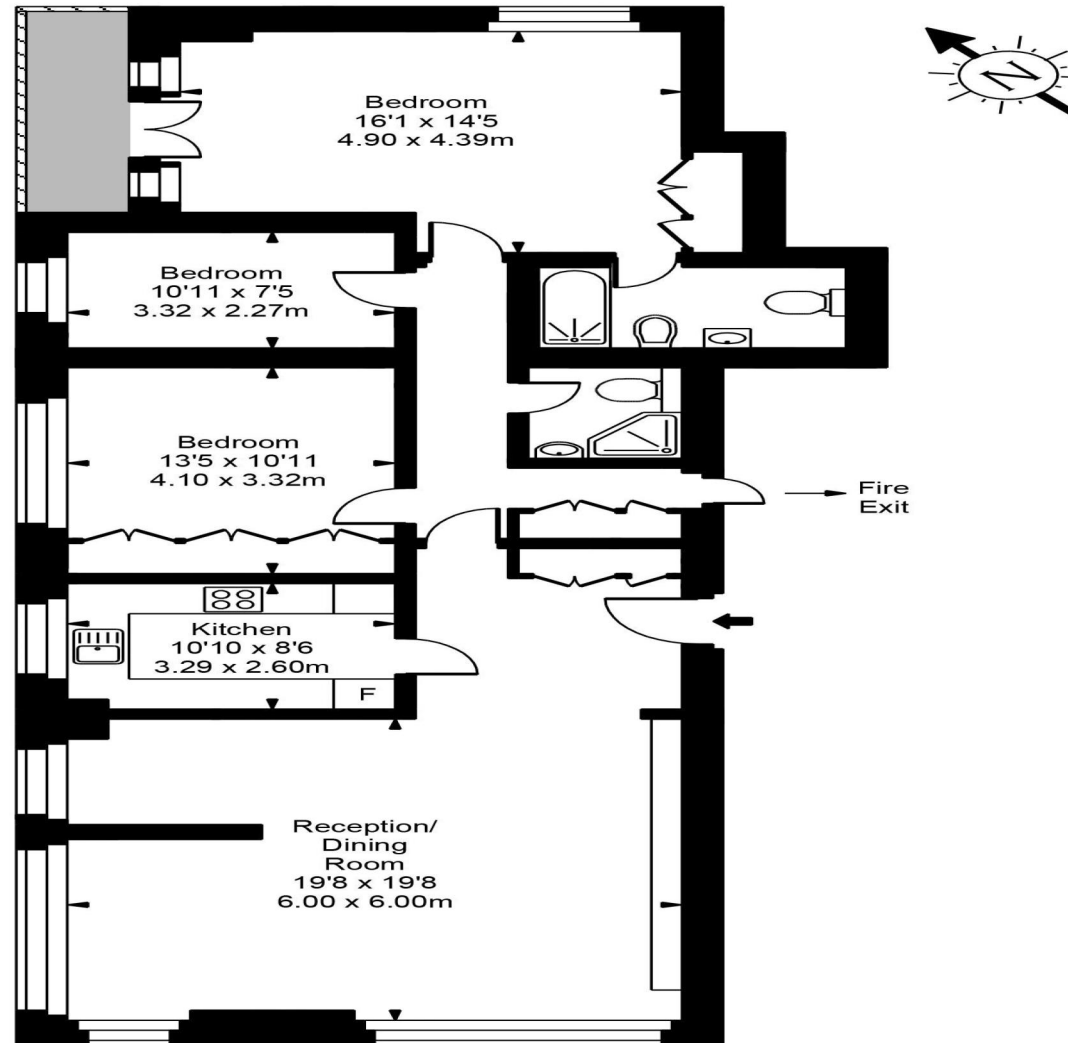 Bedroom
16'1 x 14'5
4.90 x 4.39m
N
Bedroom
10'11 x 7'5
3.32 x 2.27m
Bedroom
13'5 x 10'11
4.10 x 3.32m
Fire
Exit
Kitchen
10'10 x 8'6
3.29 x 2.60m
F
Reception/
Dining
Room
19'8 x 19'8
6.00 x 6.00m